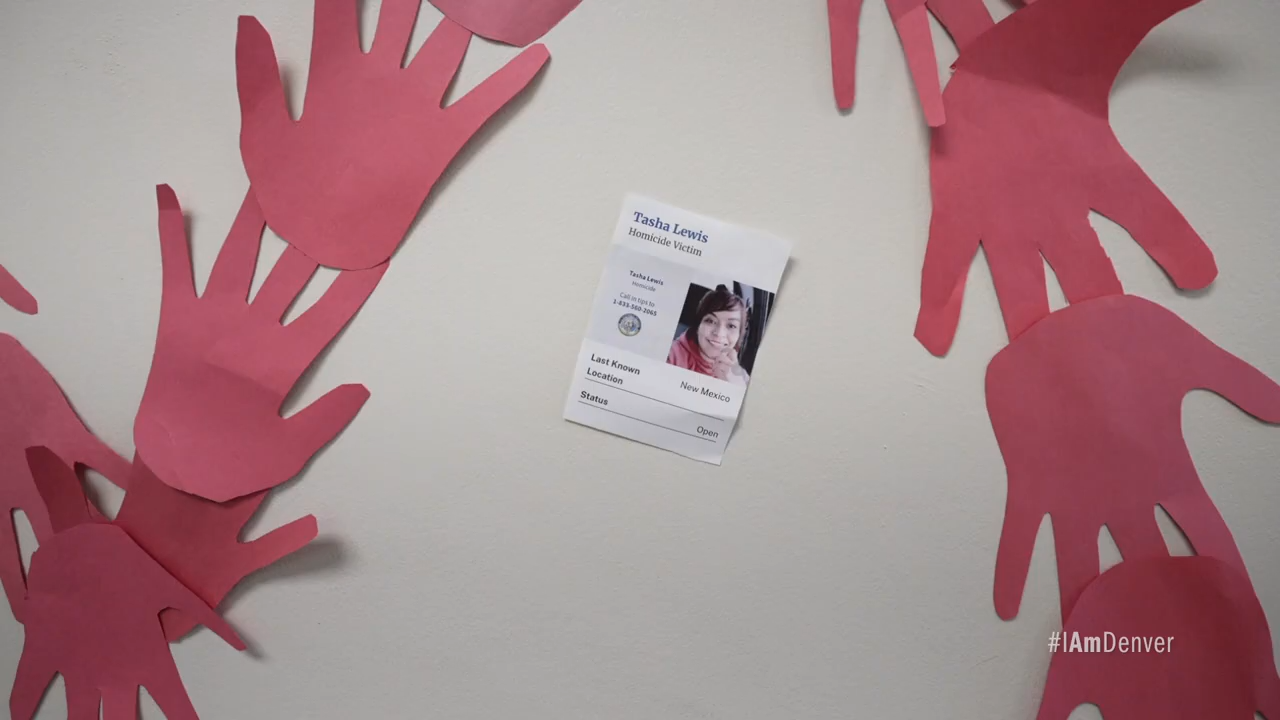 Tasha Lewis
Homicide Victim
Tasha Lewis
Homicide
Call in tips to
1-833-560-2065
Last Known
Location
New Mexico
Status
Open
#IAmDenver